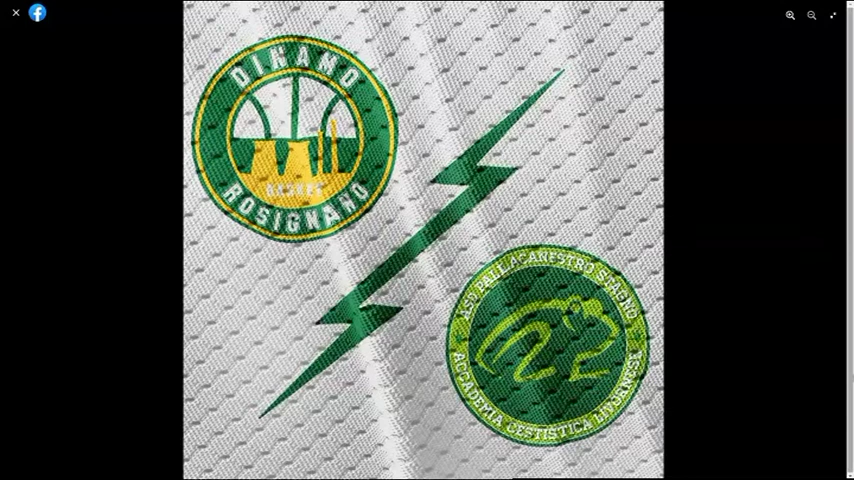 DINAMO
BASKET
ROSIGNANO
ASD PALLACANESTRO STAGNO
ACCADEMIA CESTISTICA LIVORNESE